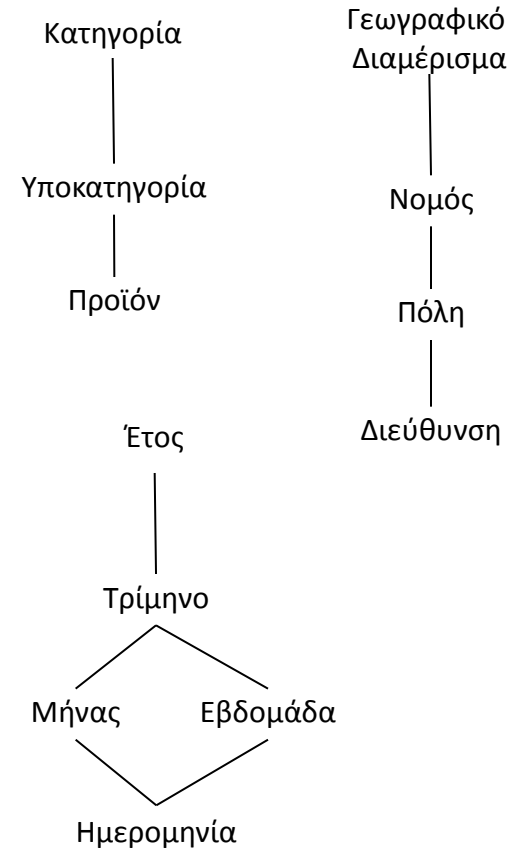 Κατηγορία
Υποκατηγορία
Προϊόν
Γεωγραφικό
Διαμέρισμα
Νομός
Πόλη
Διεύθυνση
Έτος
Τρίμηνο
Μήνας Εβδομάδα
Ημερομηνία